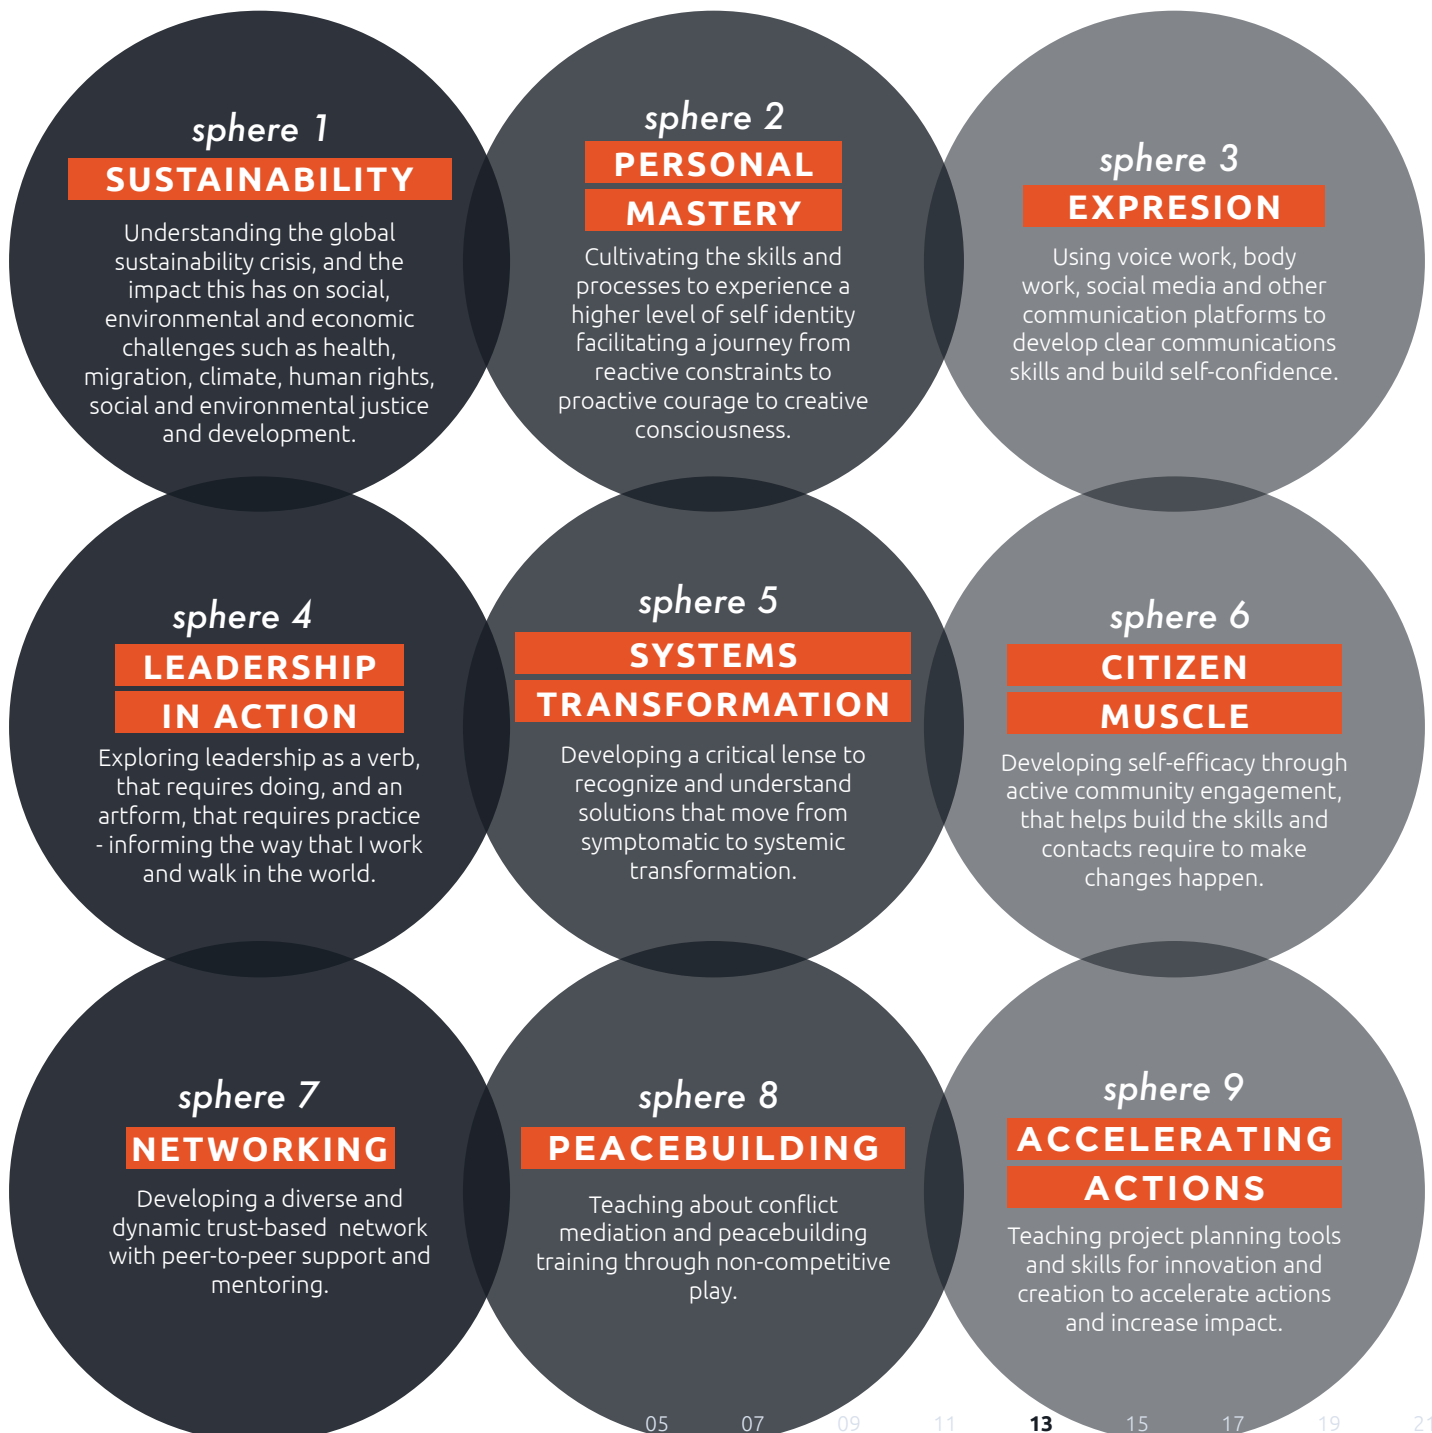 sphere 1
SUSTAINABILITY
Understanding the global
sustainability crisis, and the
impact this has on social,
environmental and economic
challenges such as health,
migration, climate, human rights,
social and environmental justice
and development.
sphere 2
PERSONAL
MASTERY
Cultivating the skills and
processes to experience a
higher level of self identity
facilitating a journey from
reactive constraints to
proactive courage to creative
consciousness.
sphere 3
EXPRESION
Using voice work, body
work, social media and other
communication platforms to
develop clear communications
skills and build self-confidence.
sphere 4
LEADERSHIP
IN ACTION
Exploring leadership as a verb,
that requires doing, and an
artform, that requires practice
- informing the way that I work
and walk in the world.
sphere 5
SYSTEMS
TRANSFORMATION
Developing a critical lense to
recognize and understand
solutions that move from
symptomatic to systemic
transformation.
sphere 6
CITIZEN
MUSCLE
Developing self-efficacy through
active community engagement,
that helps build the skills and
contacts require to make
changes happen.
sphere 7
NETWORKING
Developing a diverse and
dynamic trust-based network
with peer-to-peer support and
mentoring.
sphere 8
PEACEBUILDING
Teaching about conflict
mediation and peacebuilding
training through non-competitive
play.
sphere 9
ACCELERATING
ACTIONS
Teaching project planning tools
and skills for innovation and
creation to accelerate actions
and increase impact.
05 07 09 11 13 15 17 19 21